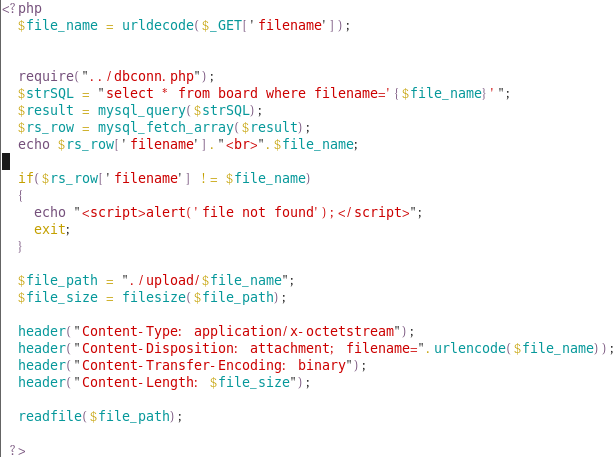 <?php
$file_name = urldecode($_GET['filename']);
require("../dbconn.php");
$strSQL = "select * from board where filename='{$file_name}'";
$result = mysql_query($strSQL);
$rs_row = mysql_fetch_array($result);
echo $rs_row['filename']."<br>".$file_name;
if($rs_row['filename'] != $file_name)
{
echo "<script>alert('file not found');</script>";
exit;
}
$file_path = "./upload/$file_name";
$file_size = filesize($file_path);
header("Content-Type: application/x-octetstream");
header("Content-Disposition: attachment; filename=".urlencode($file_name));
header("Content-Transfer-Encoding: binary");
header("Content-Length: $file_size");
readfile($file_path);
?>